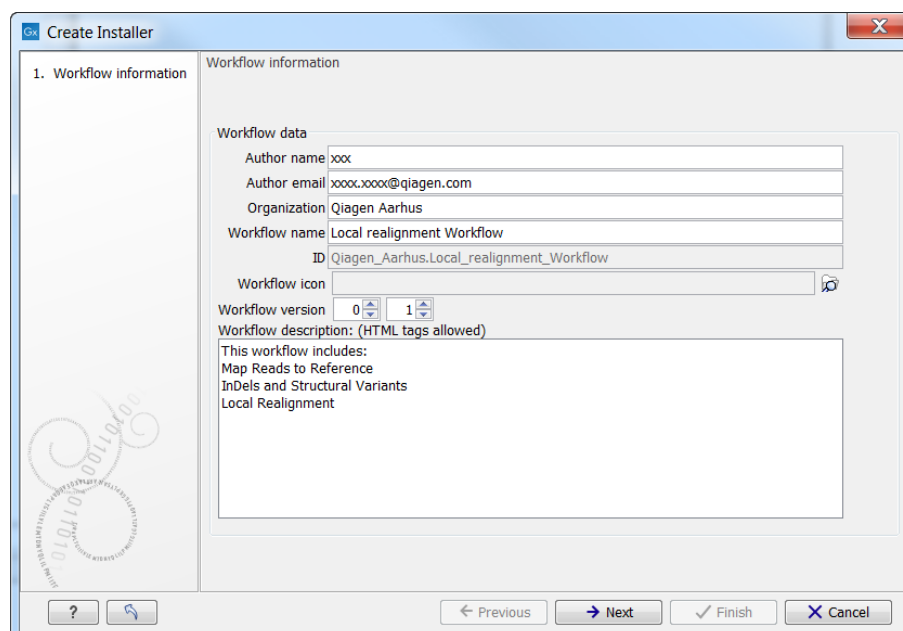 Gx Create Installer
1. Workflow information
Workflow information
Workflow data
Author name xxx
Author email xxxx.xxxx@qiagen.com
Organization Qiagen Aarhus
Workflow name Local realignment Workflow
ID Qiagen_Aarhus.Local_realignment_Workflow
Workflow icon
Workflow version 0 1
Workflow description: (HTML tags allowed)
This workflow includes:
Map Reads to Reference
InDels and Structural Variants
Local Realignment
? Previous Next Finish Cancel